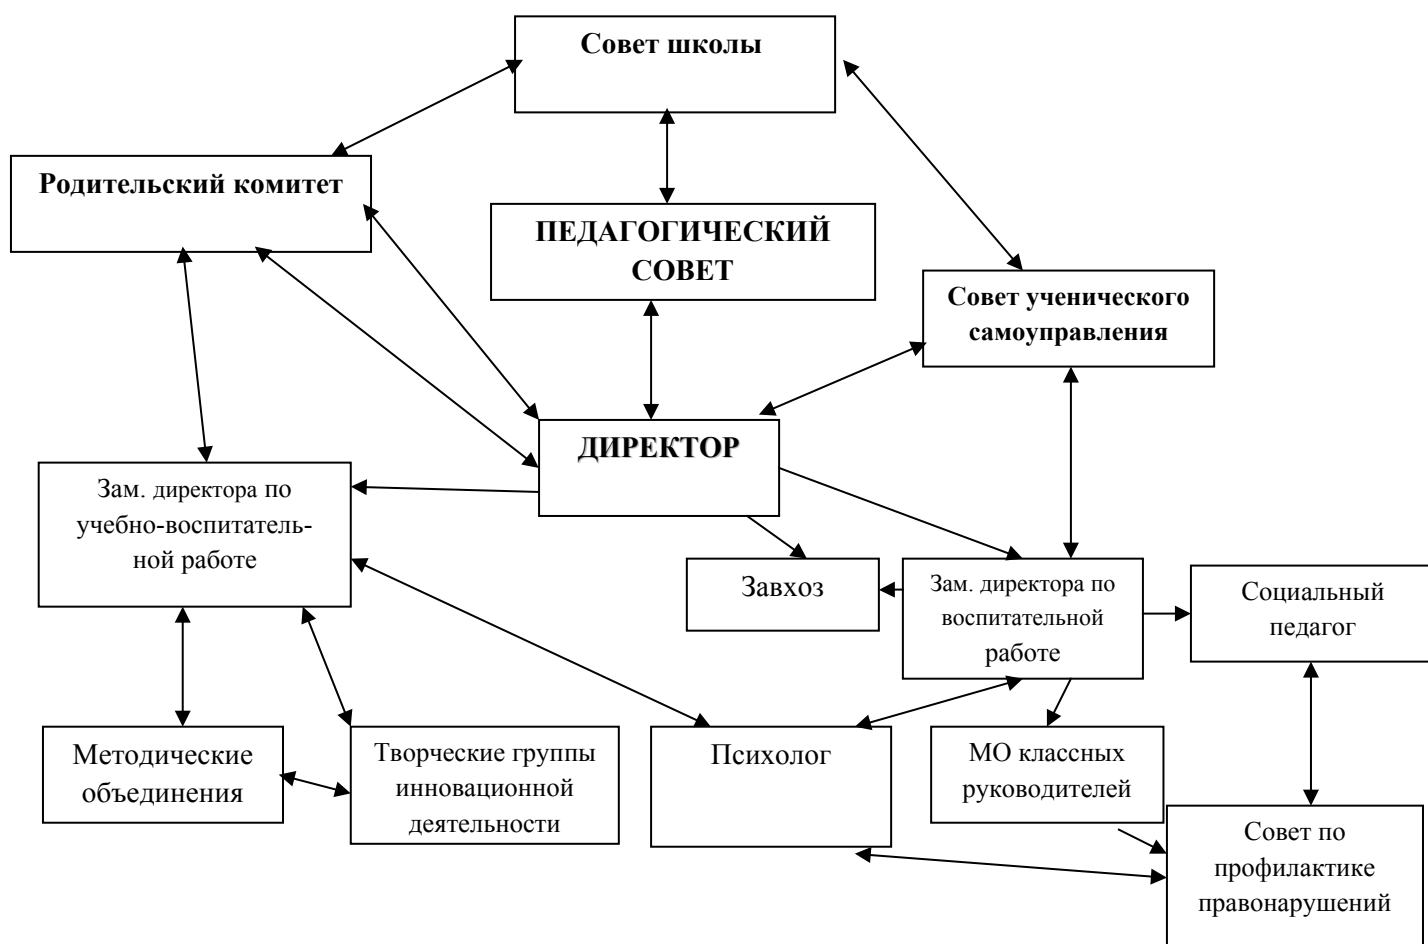 Совет школы
Родительский комитет
ПЕДАГОГИЧЕСКИЙ
СОВЕТ
Совет ученического
самоуправления
ДИРЕКТОР
Зам. директора по
учебно-воспитатель-
ной работе
Завхоз
Зам. директора по
воспитательной
работе
Социальный
педагог
Методические
объединения
Творческие группы
инновационной
деятельности
Психолог
МО классных
руководителей
Совет по
профилактике
правонарушений